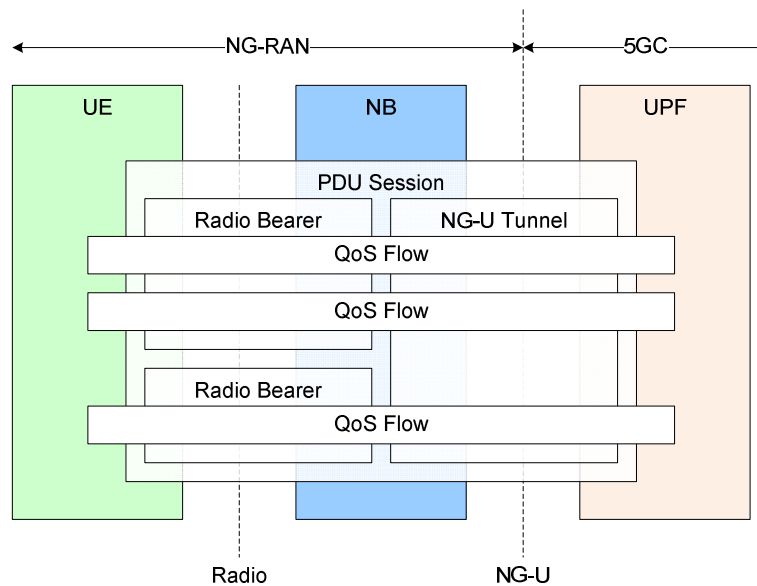 NG-RAN 5GC
UE NB UPF
PDU Session
Radio Bearer NG-U Tunnel
QoS Flow
QoS Flow
Radio Bearer
QoS Flow
Radio NG-U